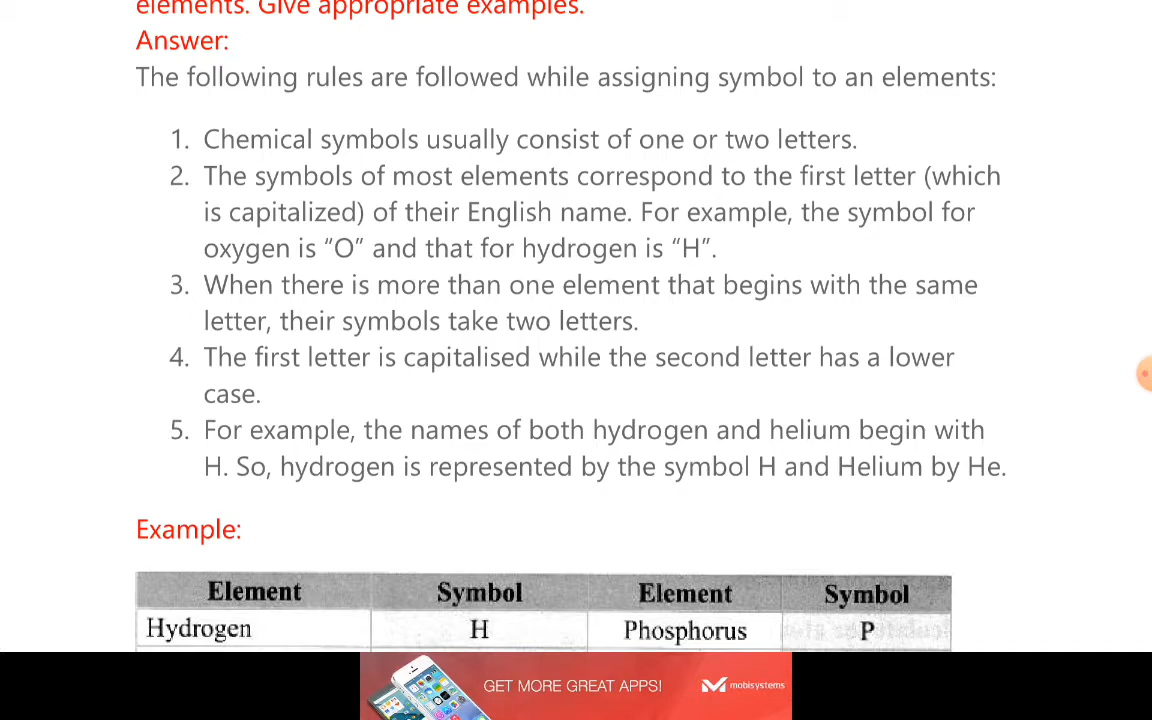 elements. Give appropriate examples.
Answer:
The following rules are followed while assigning symbol to an elements:
1. Chemical symbols usually consist of one or two letters.
2. The symbols of most elements correspond to the first letter (which
is capitalized) of their English name. For example, the symbol for
oxygen is “O” and that for hydrogen is “H”.
3. When there is more than one element that begins with the same
letter, their symbols take two letters.
4. The first letter is capitalised while the second letter has a lower
case.
5. For example, the names of both hydrogen and helium begin with
H. So, hydrogen is represented by the symbol H and Helium by He.
Example:
Element Symbol Element Symbol
Hydrogen H Phosphorus P
GET MORE GREAT APPS! mobisystems